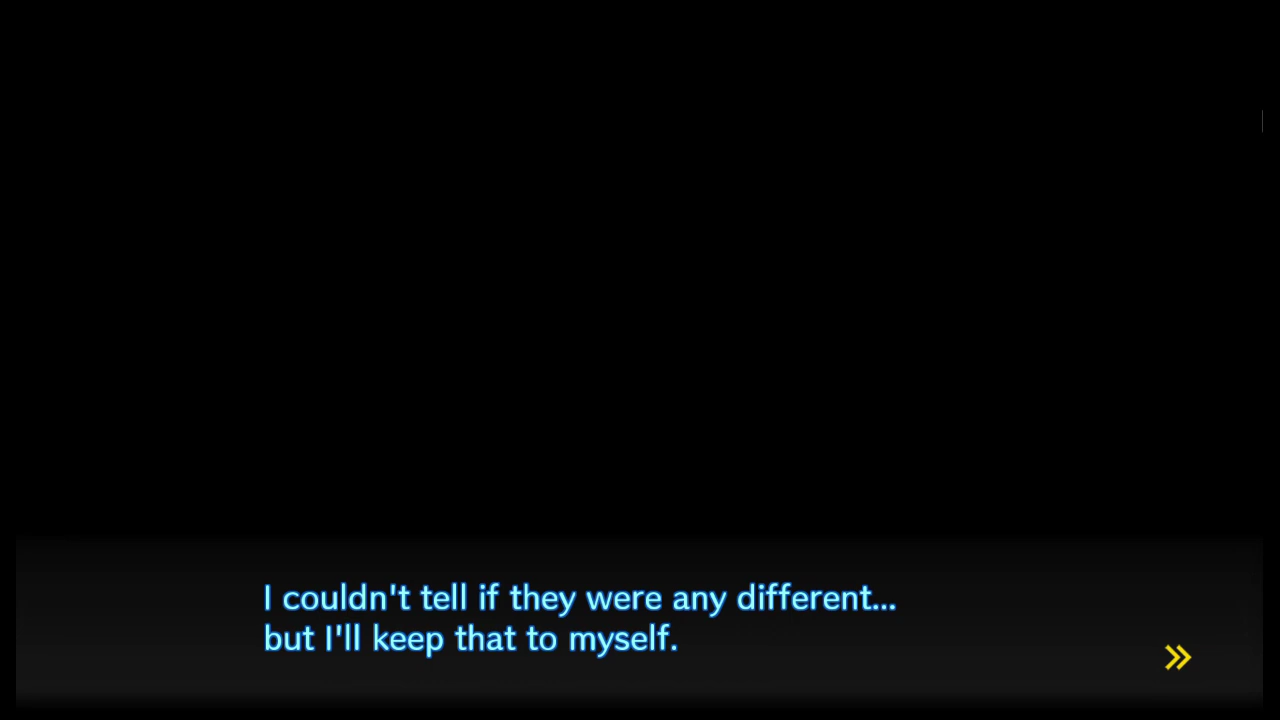 I couldn't tell if they were any different...
but I'll keep that to myself.